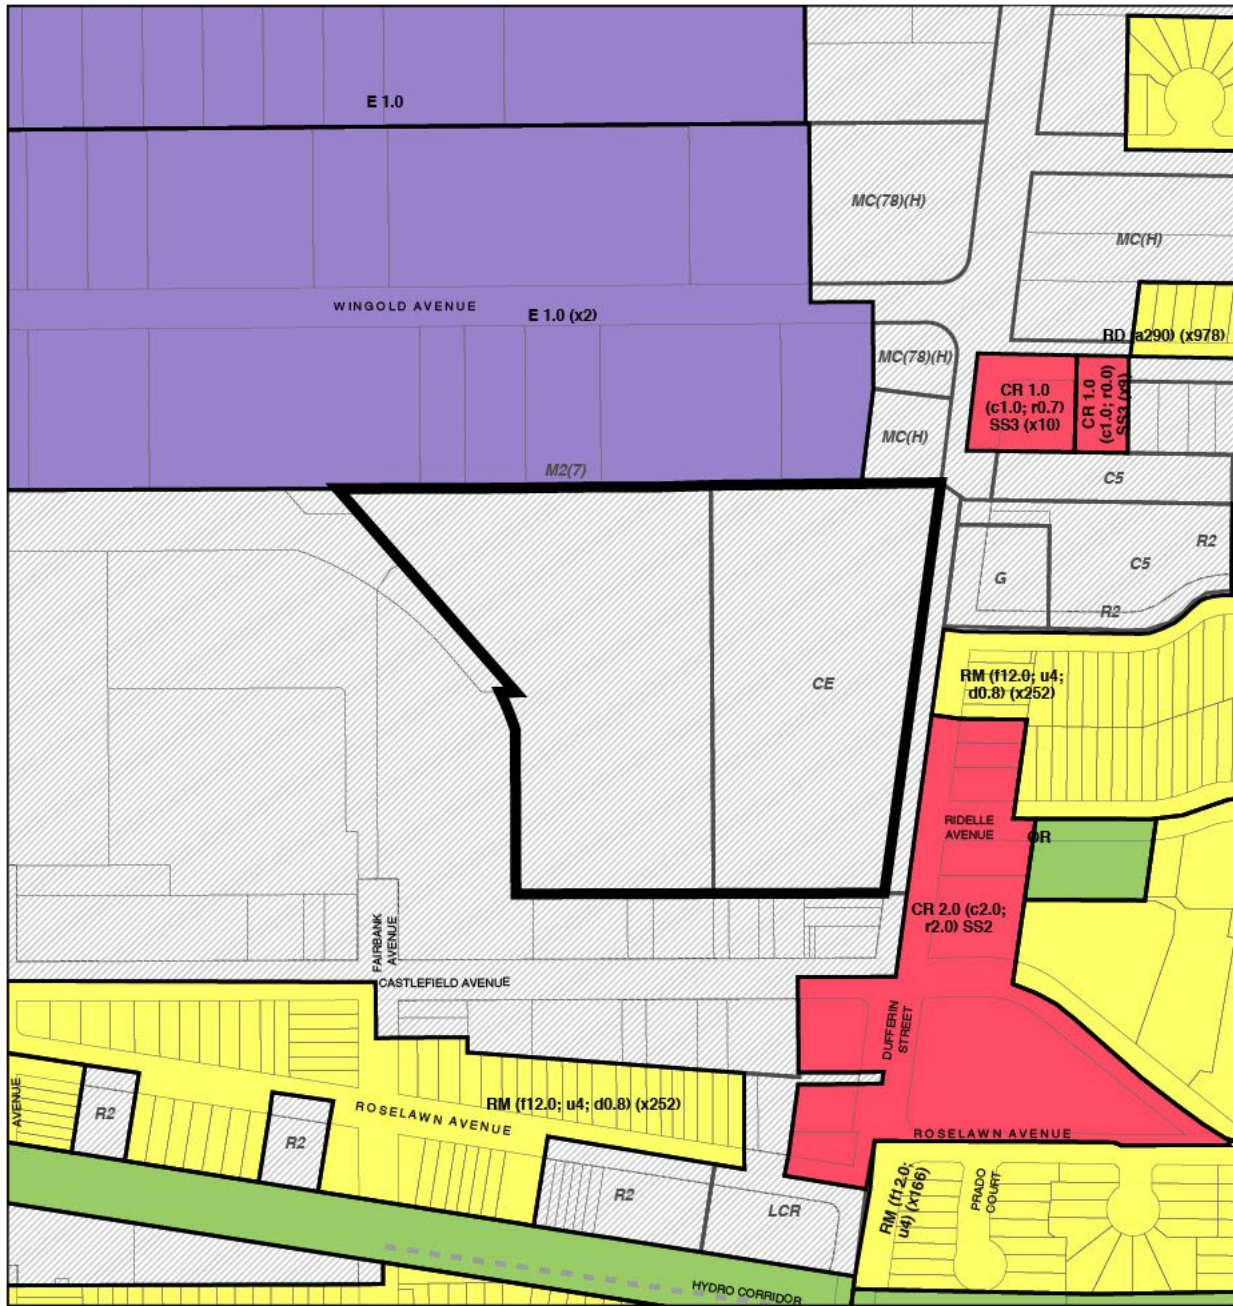 E 1.0
MC(78)(H)
MC(H)
WINGOLD AVENUE
E 1.0 (x2)
RD (a290) (x978)
MC(78)(H)
CR 1.0
(c1.0; r0.7)
SS3 (x10)
CR 1.0
(c1.0; r0.0)
SS3 (x9)
MC(H)
M2(7)
C5
R2
C5
G
R2
CE
RM (f12.0; u4;
d0.8) (x252)
RIDELLE
AVENUE
OR
CR 2.0 (c2.0;
r2.0) SS2
FAIRBANK
AVENUE
CASTLEFIELD AVENUE
DUFFERIN
STREET
AVENUE
R2
R2
ROSELAWN AVENUE
RM (f12.0; u4; d0.8) (x252)
ROSELAWN AVENUE
RM (f12.0;
u4) (x166)
PRADO
COURT
R2
LCR
HYDRO CORRIDOR